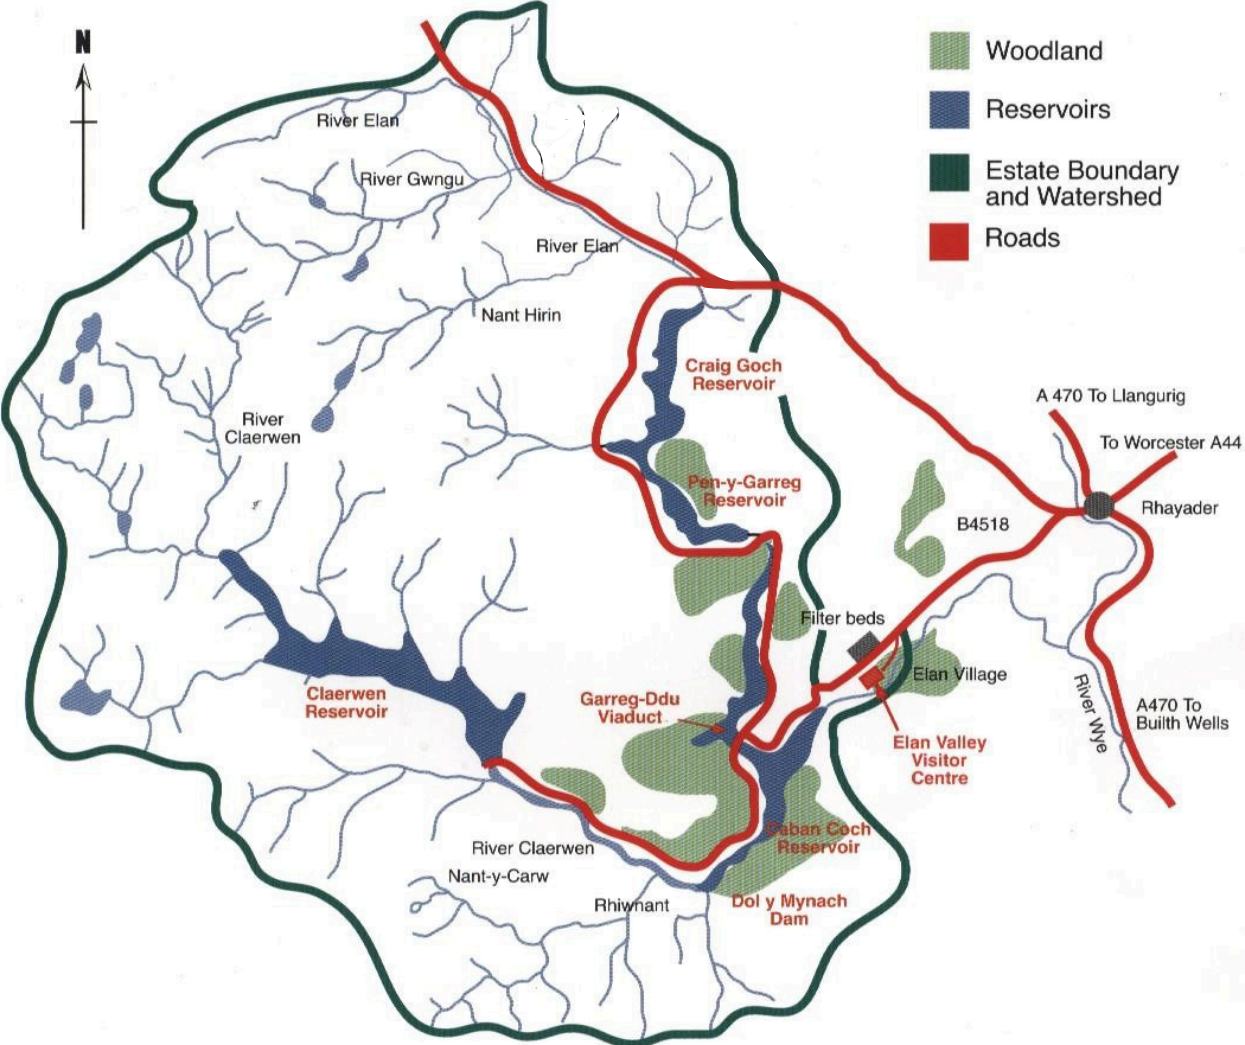 N
Woodland
Reservoirs
Estate Boundary
and Watershed
Roads
River Elan
River Gwngu
River Elan
Nant Hirin
Craig Goch
Reservoir
River
Claerwen
A 470 To Llangurig
To Worcester A44
Pen-y-Garreg
Reservoir
Rhayader
B4518
Filter beds
Elan Village
Claerwen
Reservoir
Garreg-Ddu
Viaduct
River Wye
A470 To
Builth Wells
Elan Valley
Visitor
Centre
Caban Coch
Reservoir
River Claerwen
Nant-y-Carw
Rhiwnant
Dol y Mynach
Dam